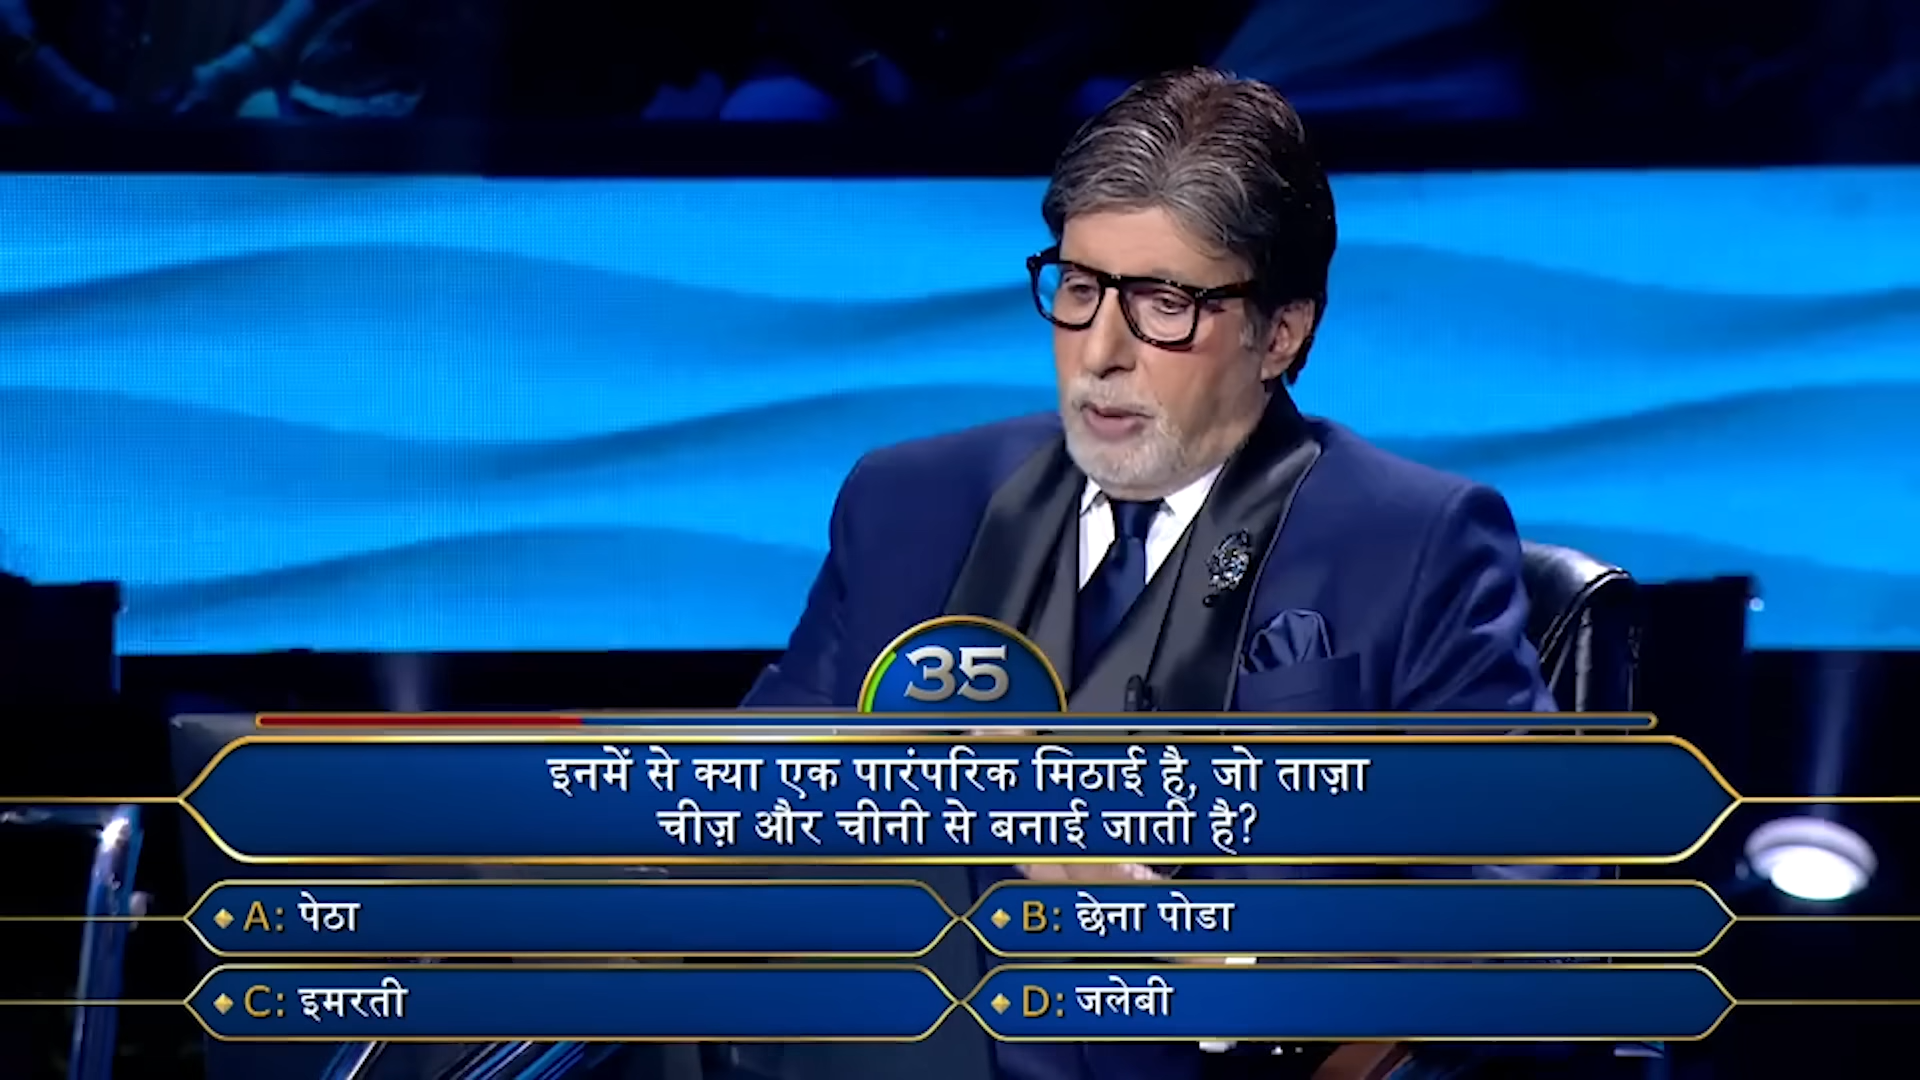 35
इनमें से क्या एक पारंपरिक मिठाई है, जो ताज़ा
चीज़ और चीनी से बनाई जाती है?
A: पेठा
B: छेना पोडा
C: इमरती
D: जलेबी